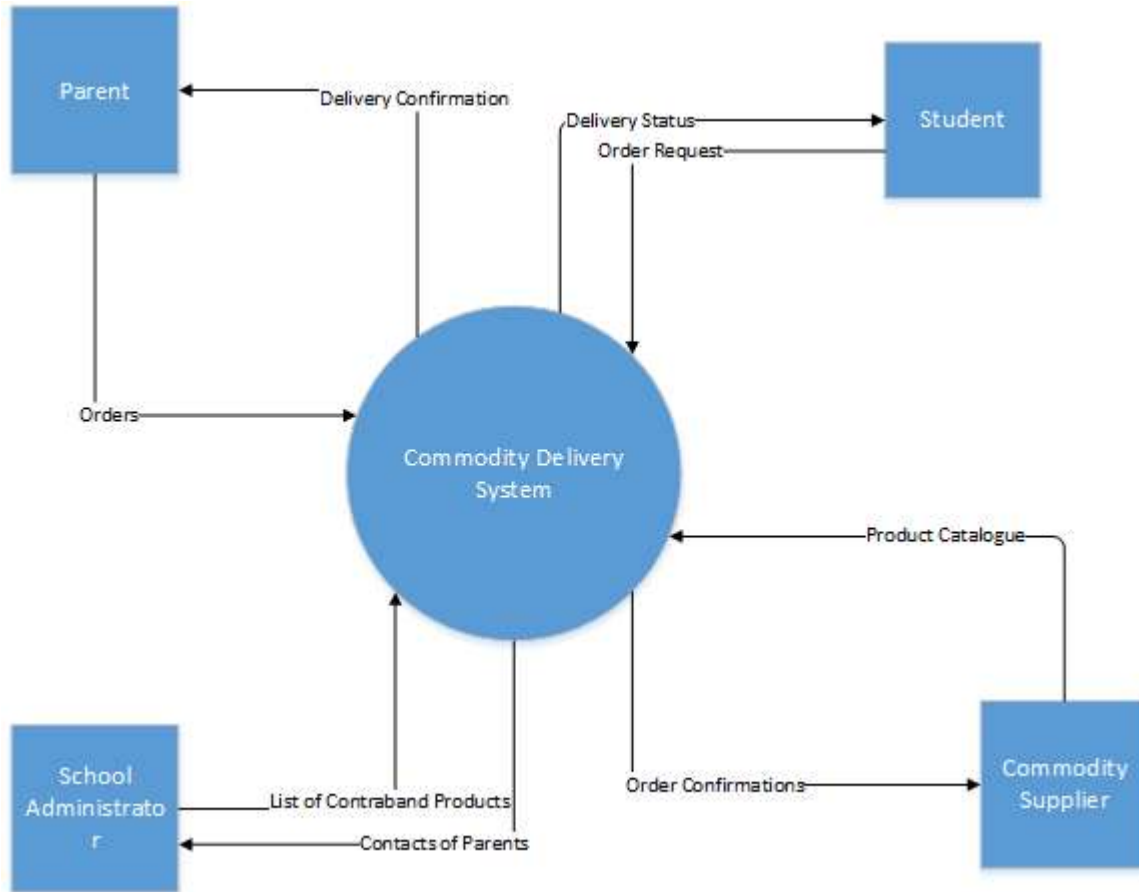 Parent
Delivery Confirmation
Delivery Status
Student
Order Request
Orders
Commodity Delivery
System
Product Catalogue
School
Administrato
r
List of Contraband Products
Contacts of Parents
Order Confirmations
Commodity
Supplier